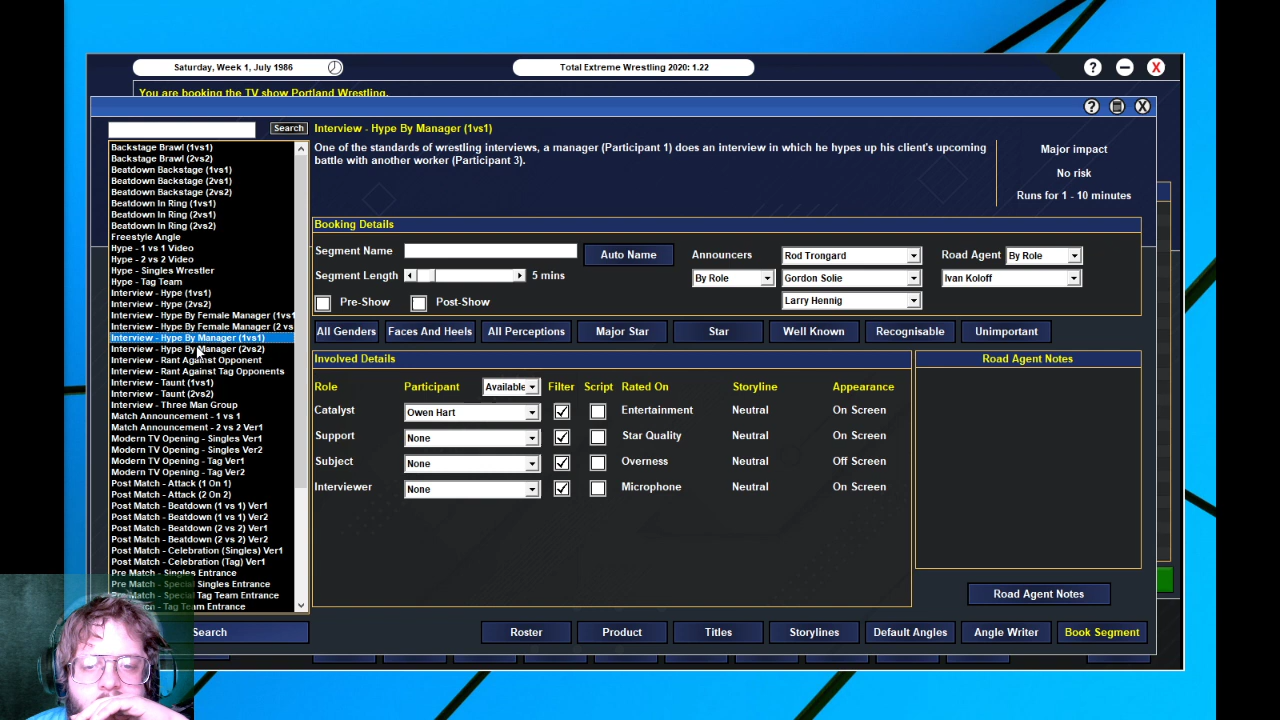 Saturday, Week 1, July 1986
Total Extreme Wrestling 2020: 1.22
? X
You are booking the TV show Portland Wrestling.
? X
Search
Interview - Hype By Manager (1vs1)
One of the standards of wrestling interviews, a manager (Participant 1) does an interview in which he hypes up his client's upcoming
battle with another worker (Participant 3).
Major impact
No risk
Runs for 1 - 10 minutes
Backstage Brawl (1vs1)
Backstage Brawl (2vs2)
Beatdown Backstage (1vs1)
Beatdown Backstage (2vs1)
Beatdown Backstage (2vs2)
Beatdown In Ring (1vs1)
Beatdown In Ring (2vs1)
Beatdown In Ring (2vs2)
Freestyle Angle
Hype - 1 vs 1 Video
Hype - 2 vs 2 Video
Hype - Singles Wrestler
Hype - Tag Team
Interview - Hype (1vs1)
Interview - Hype (2vs2)
Interview - Hype By Female Manager (1vs1
Interview - Hype By Female Manager (2 vs
Interview - Hype By Manager (1vs1)
Interview - Hype By Manager (2vs2)
Interview - Rant Against Opponent
Interview - Rant Against Tag Opponents
Interview - Taunt (1vs1)
Interview - Taunt (2vs2)
Interview - Three Man Group
Match Announcement - 1 vs 1
Match Announcement - 2 vs 2 Ver1
Modern TV Opening - Singles Ver1
Modern TV Opening - Singles Ver2
Modern TV Opening - Tag Ver1
Modern TV Opening - Tag Ver2
Post Match - Attack (1 On 1)
Post Match - Attack (2 On 2)
Post Match - Beatdown (1 vs 1) Ver1
Post Match - Beatdown (1 vs 1) Ver2
Post Match - Beatdown (2 vs 2) Ver1
Post Match - Beatdown (2 vs 2) Ver2
Post Match - Celebration (Singles) Ver1
Post Match - Celebration (Tag) Ver1
Pre Match - Singles Entrance
Pre Match - Special Singles Entrance
Special Tag Team Entrance
- Tag Team Entrance
Search
Booking Details
Segment Name Auto Name Announcers Rod Trongard Road Agent By Role
Segment Length 5 mins By Role Gordon Solie Ivan Koloff
Pre-Show Post-Show Larry Hennig
All Genders Faces And Heels All Perceptions Major Star Star Well Known Recognisable Unimportant
Involved Details
Role Participant Available Filter Script Rated On Storyline Appearance
Catalyst Owen Hart Entertainment Neutral On Screen
Support None Star Quality Neutral On Screen
Subject None Overness Neutral Off Screen
Interviewer None Microphone Neutral On Screen
Road Agent Notes
Road Agent Notes
Roster Product Titles Storylines Default Angles Angle Writer Book Segment